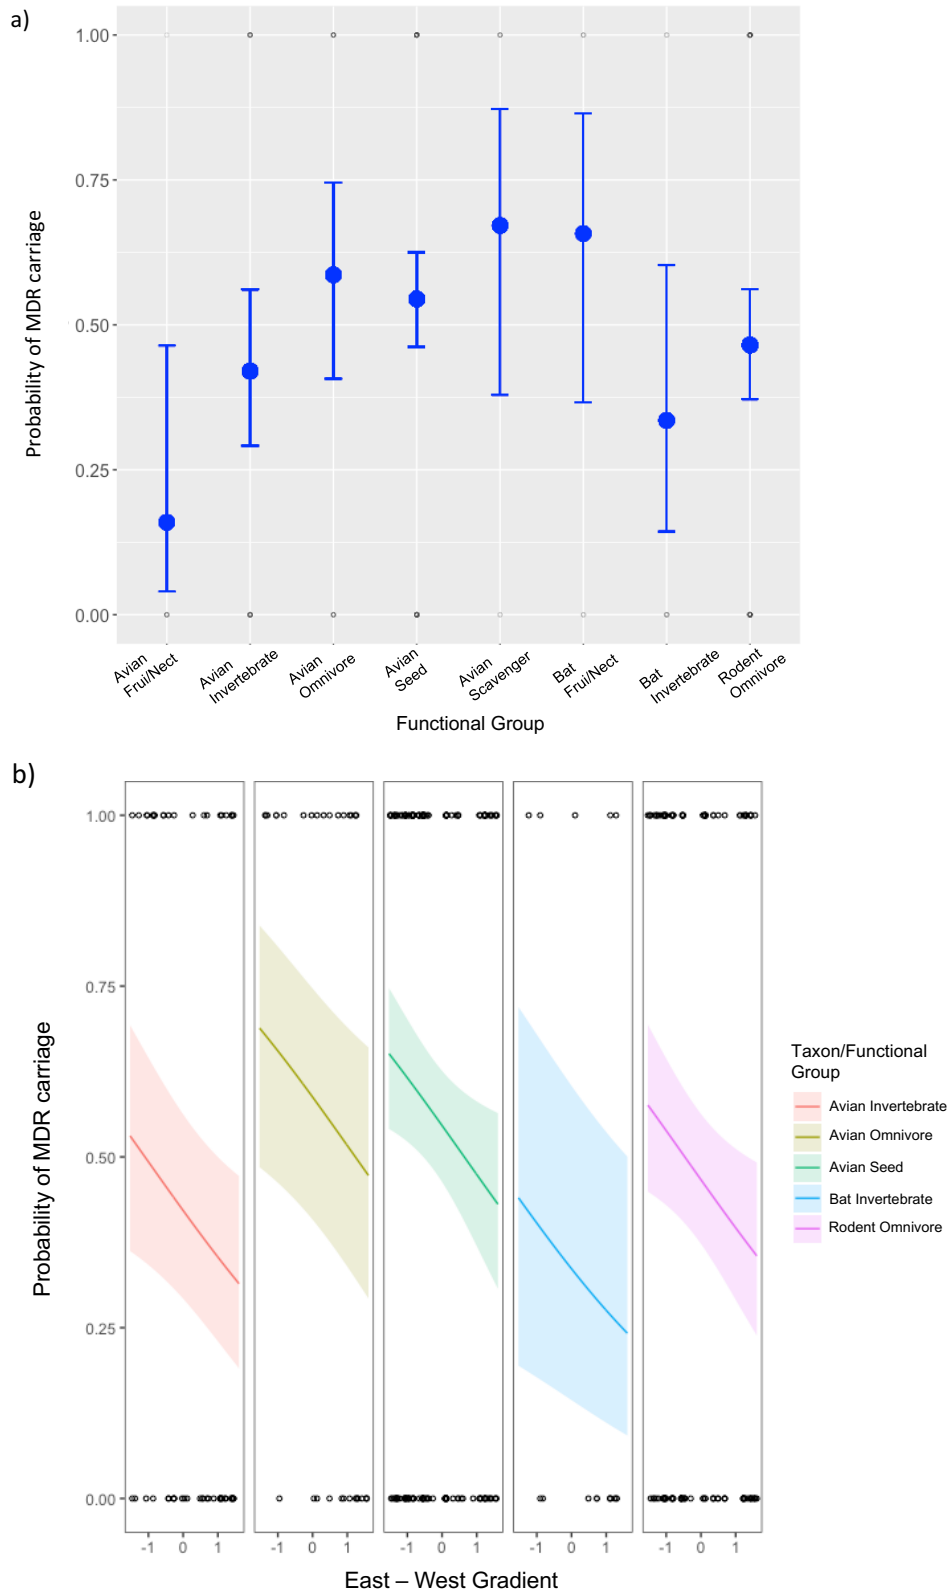 a)
Probability of MDR carriage
1.00
0.75
0.50
0.25
0.00
Avian
Frui/Nect
Avian
Invertebrate
Avian
Omnivore
Avian
Seed
Avian
Scavenger
Bat
Frui/Nect
Bat
Invertebrate
Rodent
Omnivore
Functional Group
b)
Probability of MDR carriage
1.00
0.75
0.50
0.25
0.00
-1 0 1 -1 0 1 -1 0 1 -1 0 1 -1 0 1
East – West Gradient
Taxon/Functional
Group
Avian Invertebrate
Avian Omnivore
Avian Seed
Bat Invertebrate
Rodent Omnivore